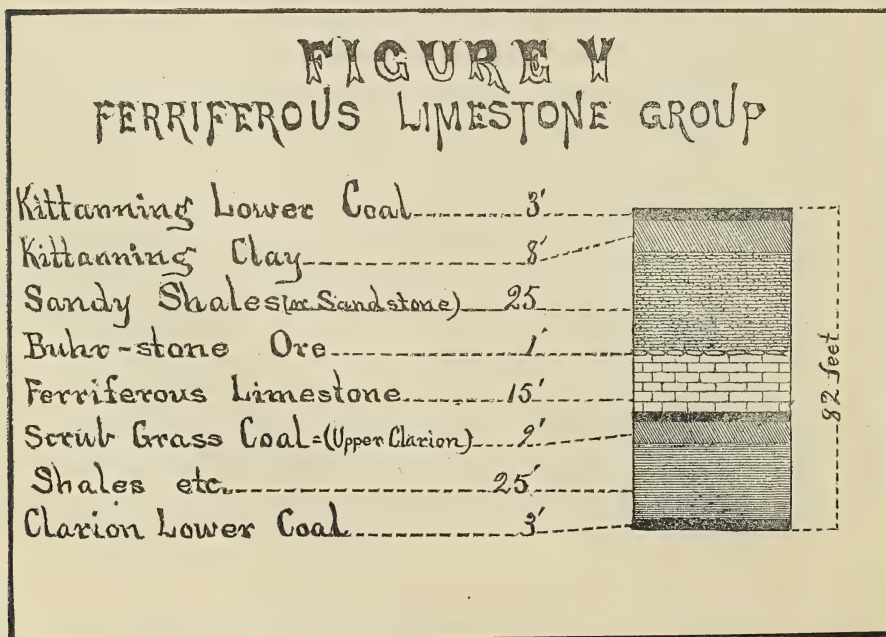 FIGURE V
FERRIFEROUS LIMESTONE GROUP
Kittanning Lower Coal 3'
Kittanning Clay 8'
Sandy Shales (or Sandstone) 25
Buhr-stone Ore 1'
Ferriferous Limestone 15'
Scrub Grass Coal = (Upper Clarion) 2'
Shales etc. 25'
Clarion Lower Coal 3'
82 feet